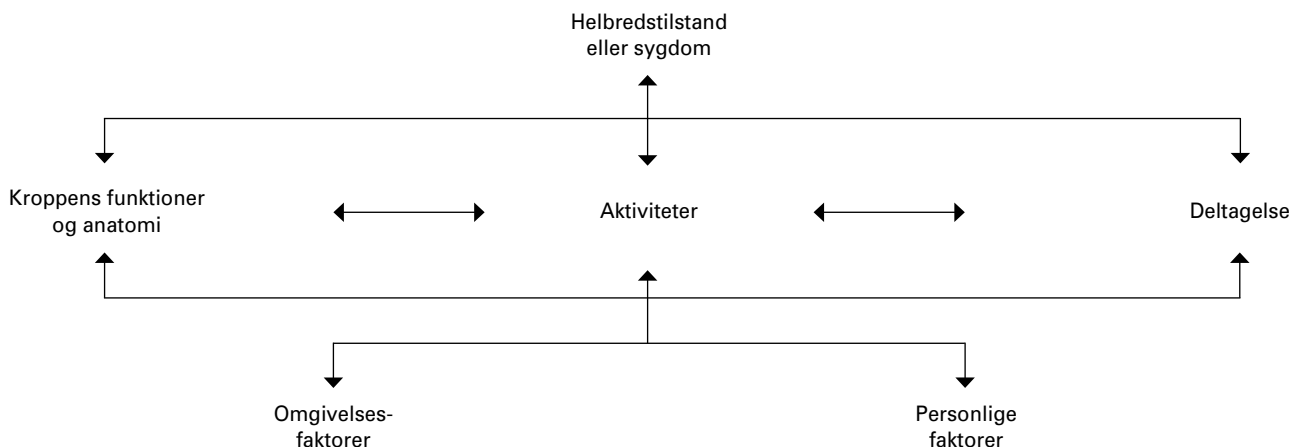 Helbredstilstand
eller sygdom
Kroppens funktioner
og anatomi
Aktiviteter
Deltagelse
Omgivelses-
faktorer
Personlige
faktorer